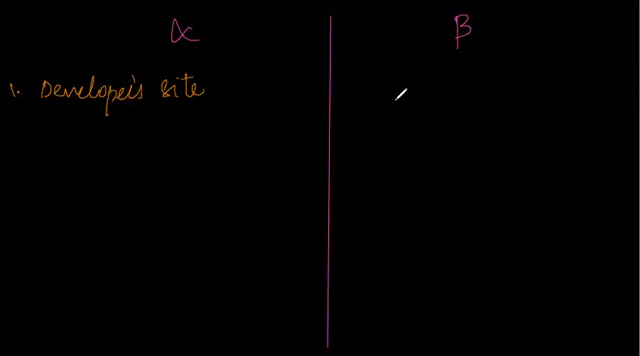 α β
1. Developer's site